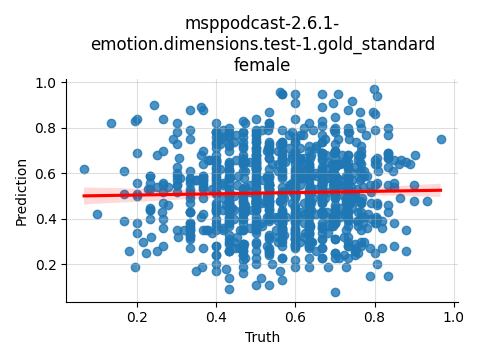 msppodcast-2.6.1-
emotion.dimensions.test-1.gold_standard
female
1.0
0.8
0.6
0.4
0.2
Prediction
0.2
0.4
0.6
0.8
1.0
Truth